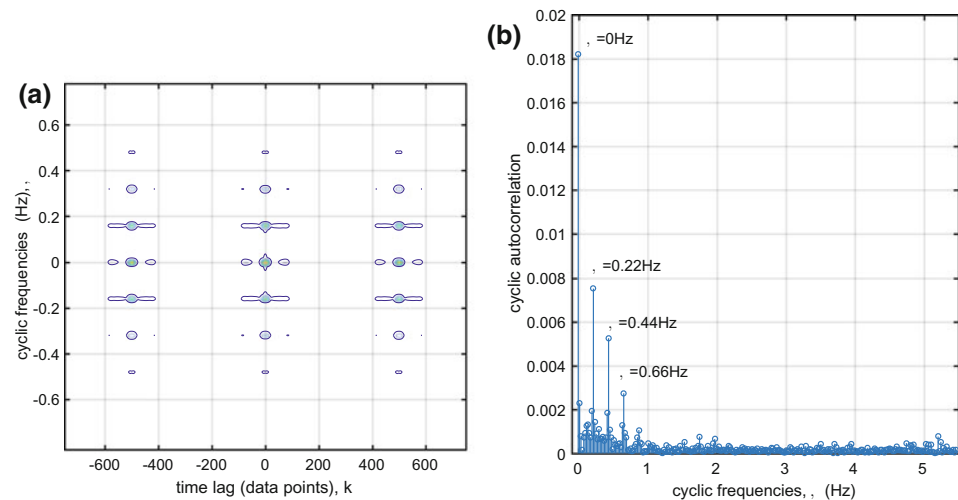 (a)
0.6
0.4
0.2
0
-0.2
-0.4
-0.6
cyclic frequencies (Hz),,
-600 -400 -200 0 200 400 600
time lag (data points), k
(b)
0.02
0.018
0.016
0.014
0.012
0.01
0.008
0.006
0.004
0.002
0
cyclic autocorrelation
, =0Hz
, =0.22Hz
, =0.44Hz
, =0.66Hz
0 1 2 3 4 5
cyclic frequencies, , (Hz)